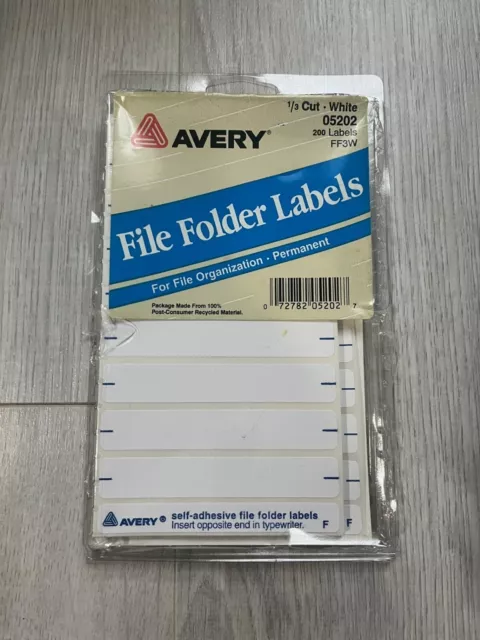 1/3 Cut · White
05202
200 Labels
FF3W
AVERY®
File Folder Labels
For File Organization · Permanent
Package Made From 100%
Post-Consumer Recycled Material.
0 72782 05202 7
AVERY® self-adhesive file folder labels
Insert opposite end in typewriter. F
F